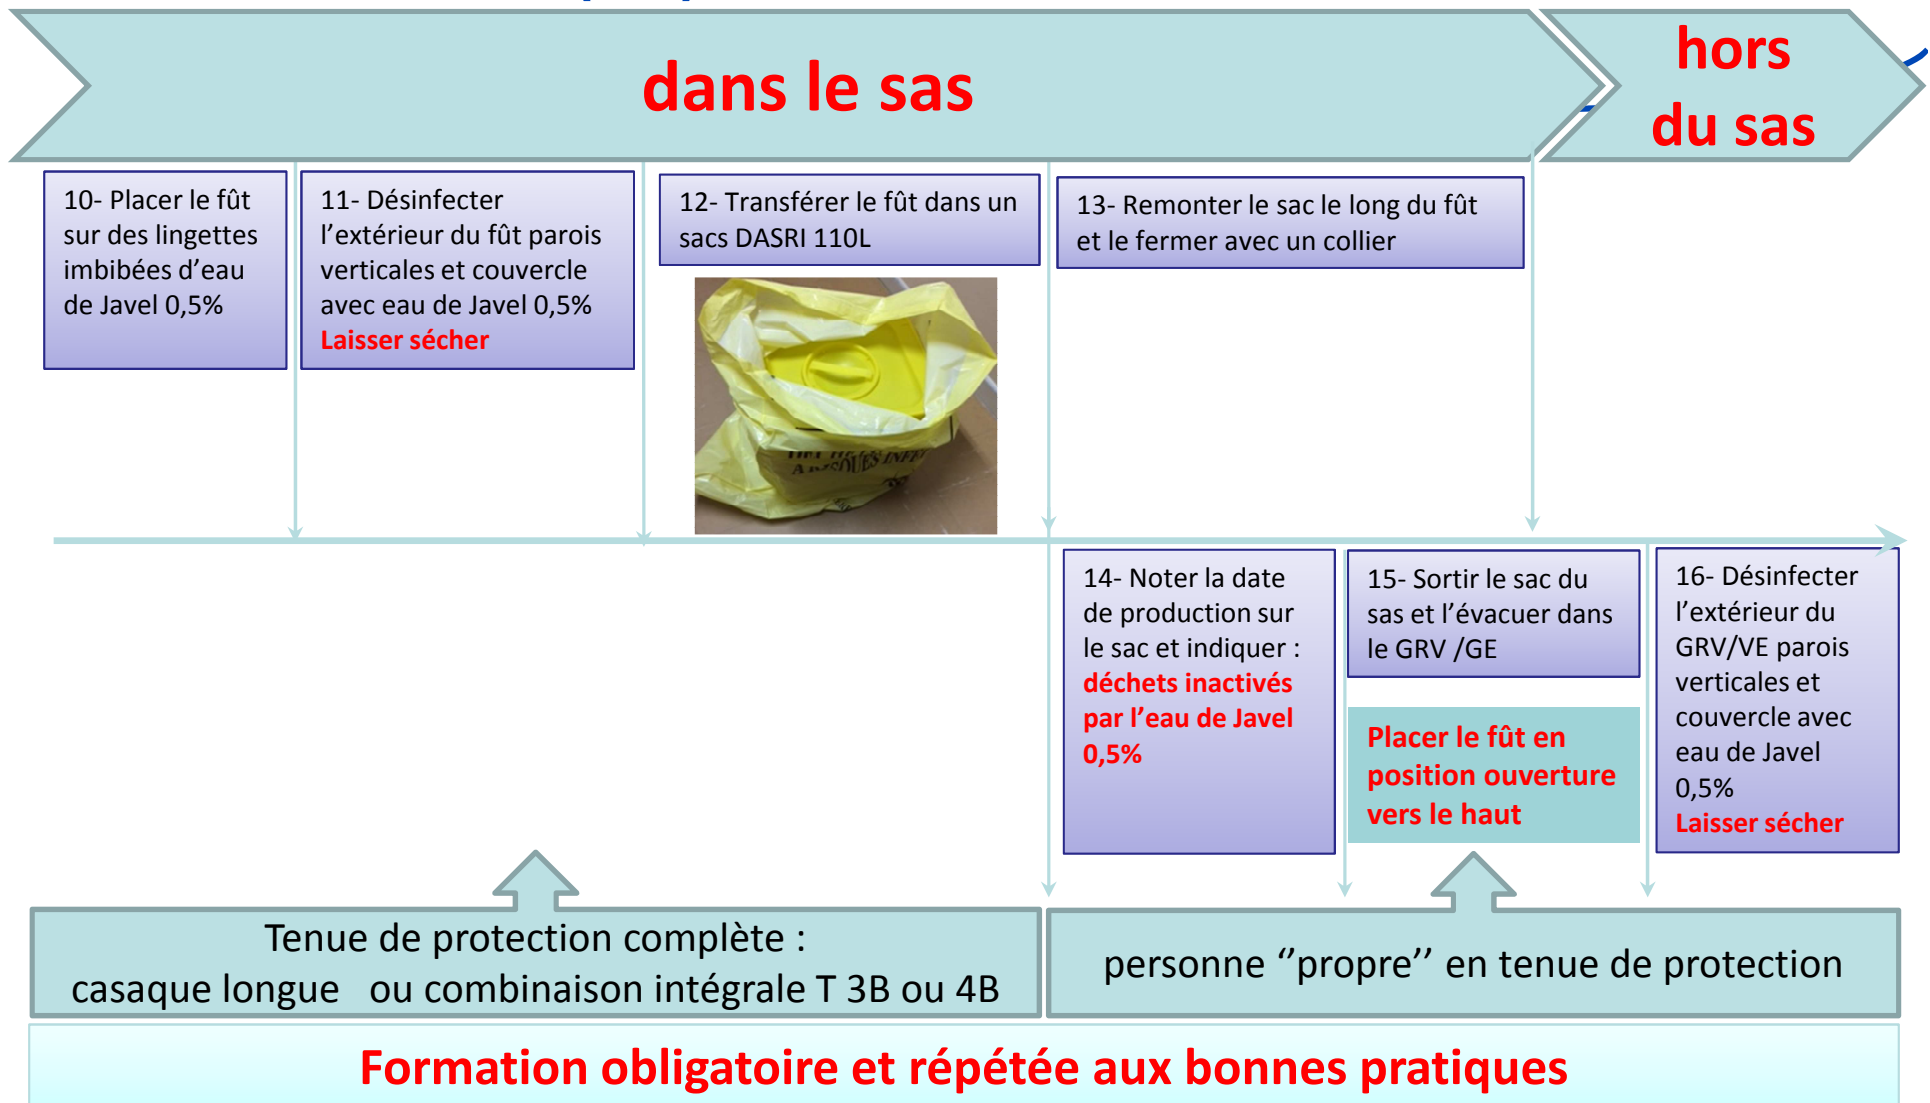 dans le sas
hors
du sas
10- Placer le fût
sur des lingettes
imbibées d’eau
de Javel 0,5%
11- Désinfecter
l’extérieur du fût parois
verticales et couvercle
avec eau de Javel 0,5%
Laisser sécher
12- Transférer le fût dans un
sacs DASRI 110L
13- Remonter le sac le long du fût
et le fermer avec un collier
14- Noter la date
de production sur
le sac et indiquer :
déchets inactivés
par l’eau de Javel
0,5%
15- Sortir le sac du
sas et l’évacuer dans
le GRV /GE
Placer le fût en
position ouverture
vers le haut
16- Désinfecter
l’extérieur du
GRV/VE parois
verticales et
couvercle avec
eau de Javel
0,5%
Laisser sécher
Tenue de protection complète :
casaque longue   ou combinaison intégrale T 3B ou 4B
personne ‘’propre’’ en tenue de protection
Formation obligatoire et répétée aux bonnes pratiques